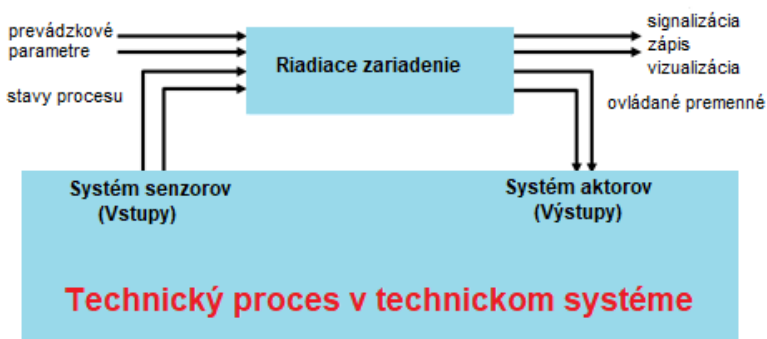 prevádzkové
parametre
stavy procesu
Riadiace zariadenie
signalizácia
zápis
vizualizácia
ovládané premenné
Systém senzorov
(Vstupy)
Systém aktorov
(Výstupy)
Technický proces v technickom systéme